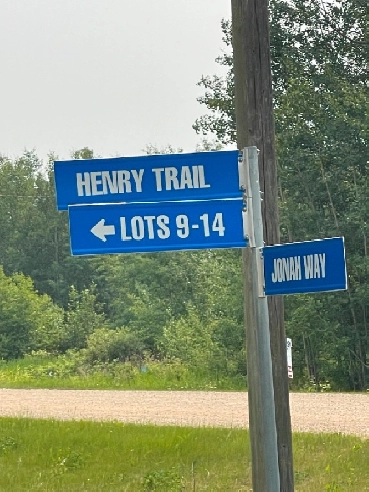 HENRY TRAIL
LOTS 9-14
JONAH WAY